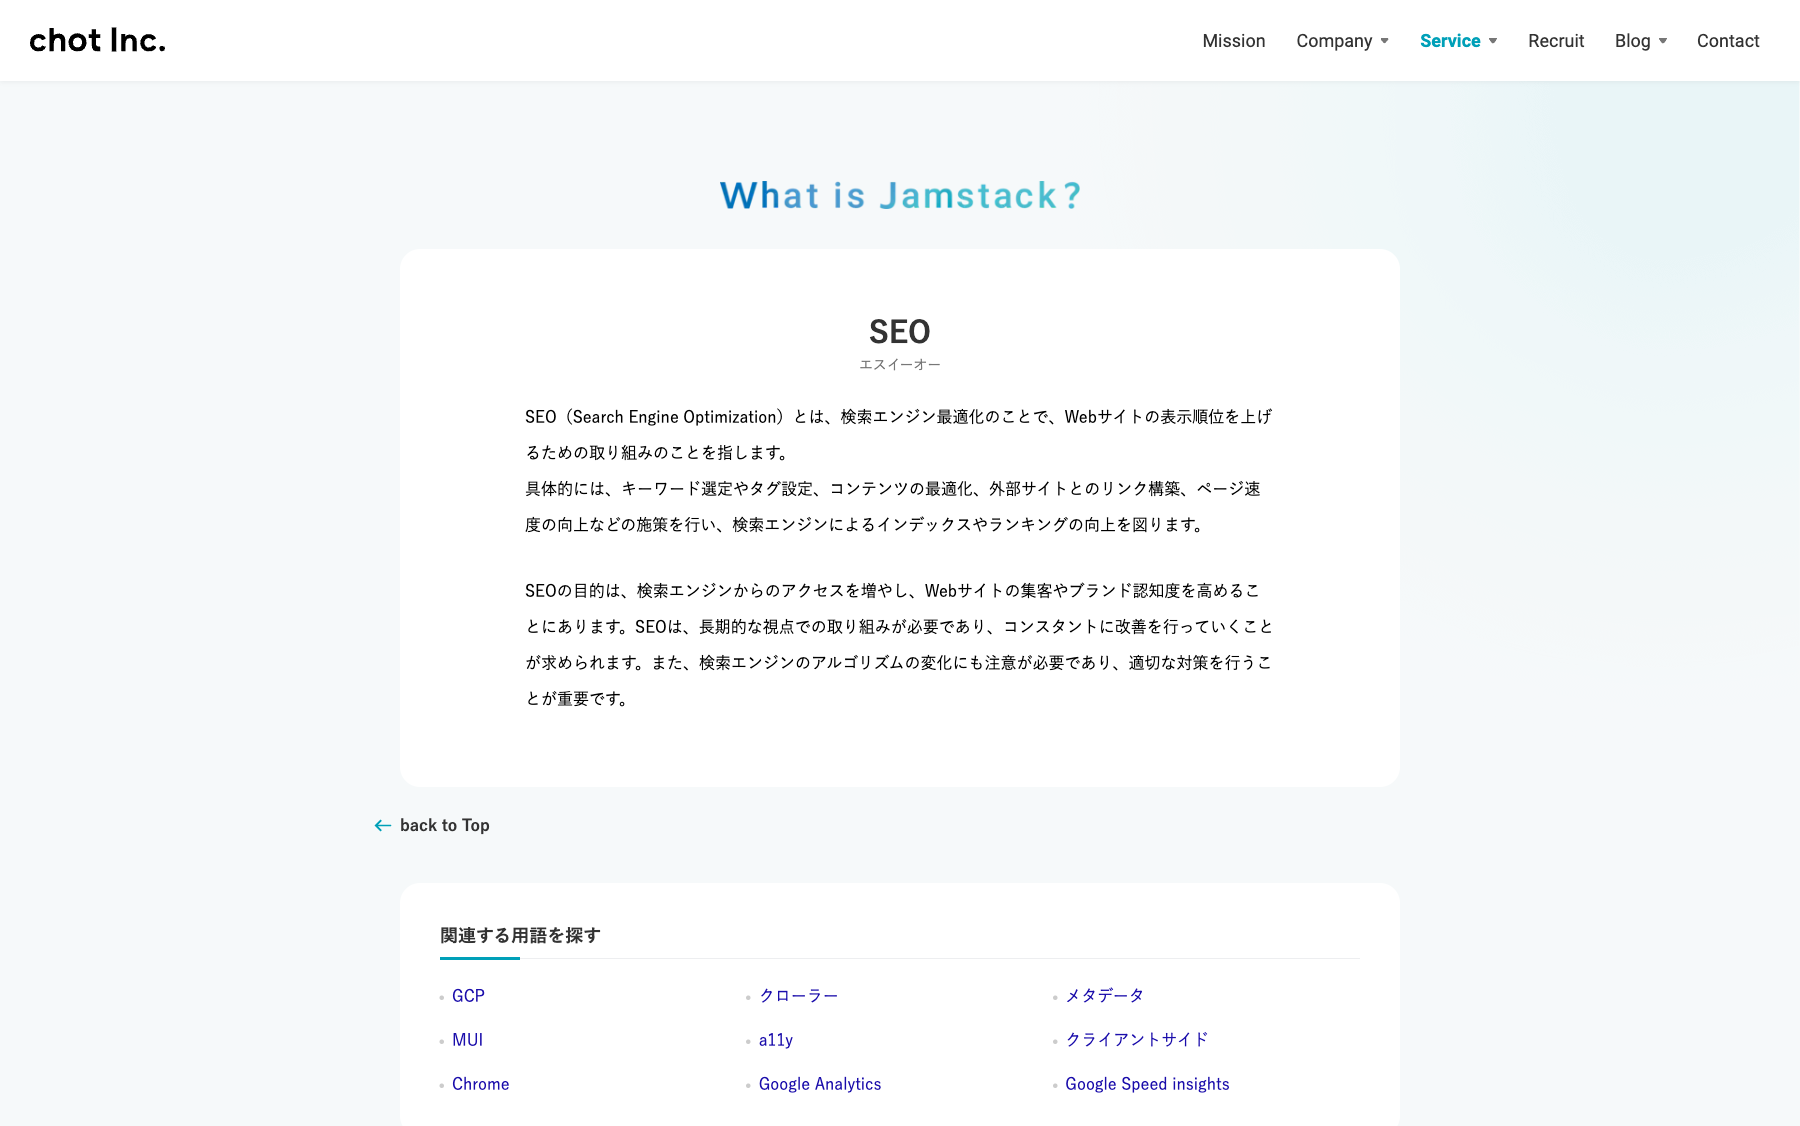 chot Inc.
Mission Company Service Recruit Blog Contact
What is Jamstack?
SEO
エスイーオー
SEO（Search Engine Optimization）とは、検索エンジン最適化のことで、Webサイトの表示順位を上げ
るための取り組みのことを指します。
具体的には、キーワード選定やタグ設定、コンテンツの最適化、外部サイトとのリンク構築、ページ速
度の向上などの施策を行い、検索エンジンによるインデックスやランキングの向上を図ります。
SEOの目的は、検索エンジンからのアクセスを増やし、Webサイトの集客やブランド認知度を高めるこ
とにあります。SEOは、長期的な視点での取り組みが必要であり、コンスタントに改善を行っていくこと
が求められます。また、検索エンジンのアルゴリズムの変化にも注意が必要であり、適切な対策を行うこ
とが重要です。
back to Top
関連する用語を探す
GCP クローラー メタデータ
MUI a11y クライアントサイド
Chrome Google Analytics Google Speed insights